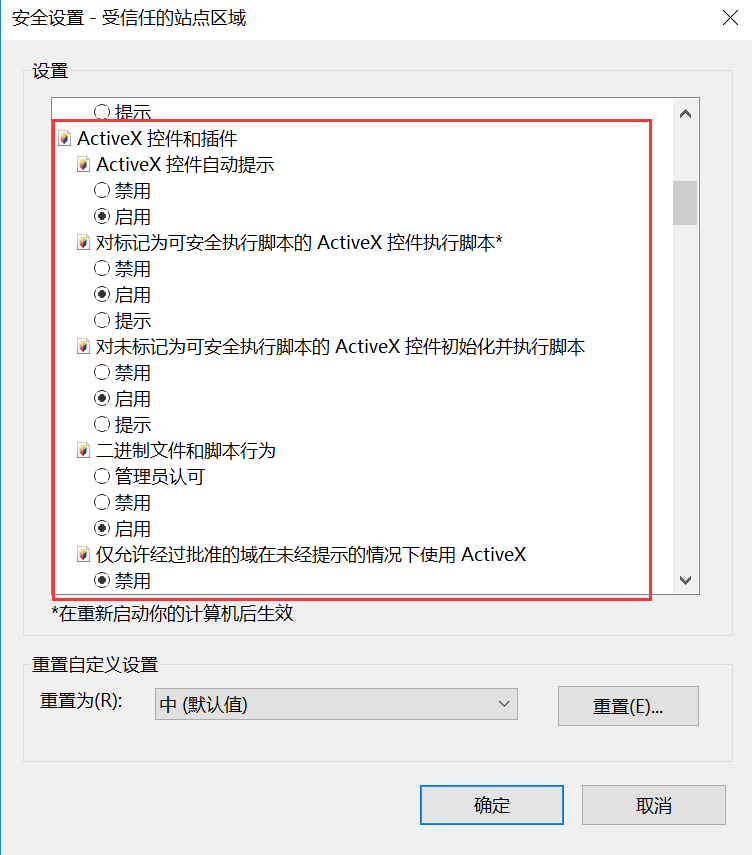 安全设置 - 受信任的站点区域
设置
提示
ActiveX 控件和插件
ActiveX 控件自动提示
禁用
启用
对标记为可安全执行脚本的 ActiveX 控件执行脚本*
禁用
启用
提示
对未标记为可安全执行脚本的 ActiveX 控件初始化并执行脚本
禁用
启用
提示
二进制文件和脚本行为
管理员认可
禁用
启用
仅允许经过批准的域在未经提示的情况下使用 ActiveX
禁用
*在重新启动你的计算机后生效
重置自定义设置
重置为(R): 中 (默认值) 重置(E)...
确定 取消